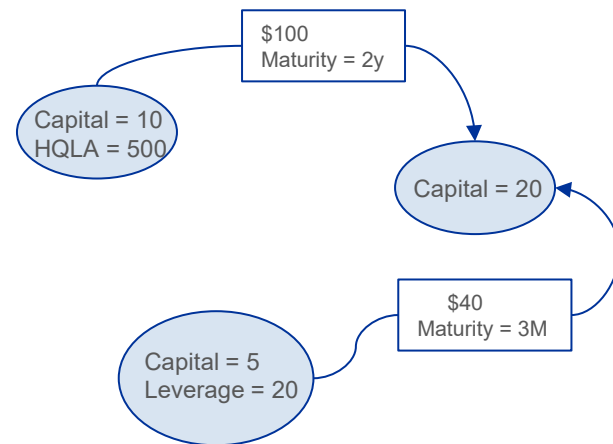 $100
Maturity = 2y
Capital = 10
HQLA = 500
Capital = 20
$40
Maturity = 3M
Capital = 5
Leverage = 20